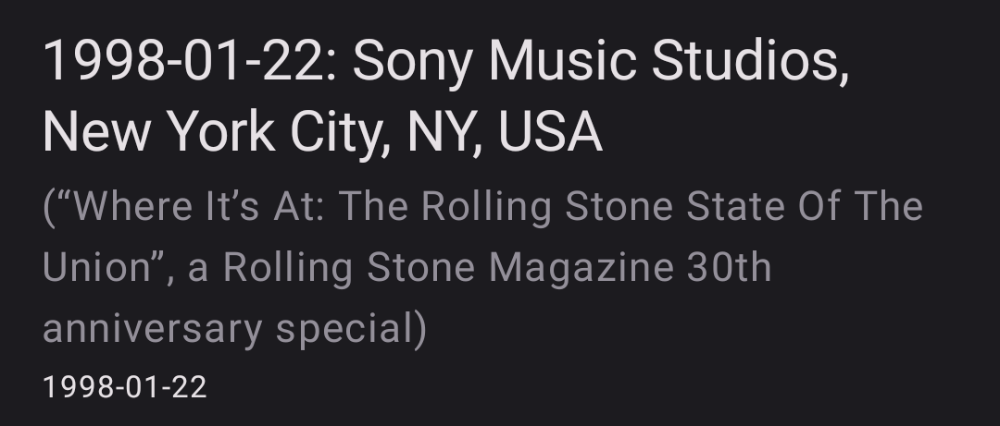 1998-01-22: Sony Music Studios,
New York City, NY, USA
(“Where It’s At: The Rolling Stone State Of The
Union”, a Rolling Stone Magazine 30th
anniversary special)
1998-01-22